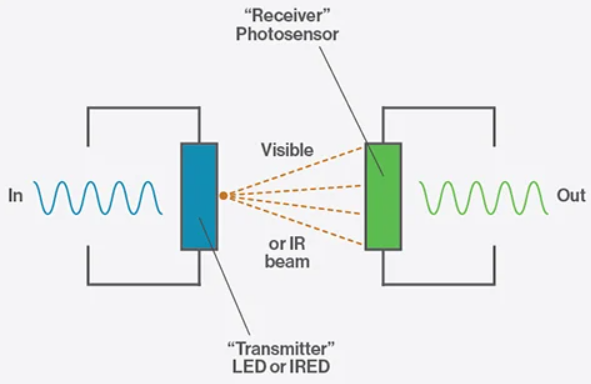 “Receiver”
Photosensor
Visible
In
Out
or IR
beam
“Transmitter”
LED or IRED